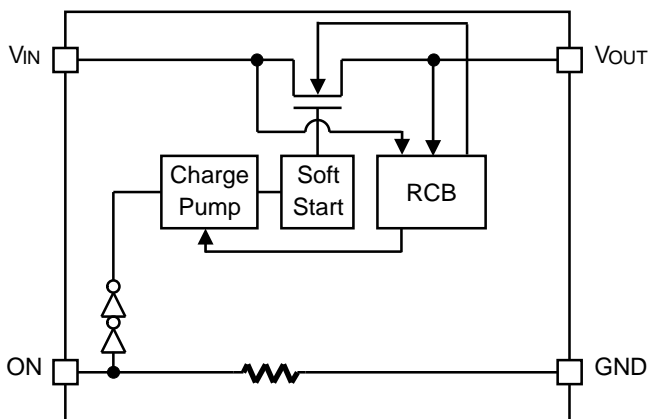 VIN
VOUT
Charge
Pump
Soft
Start
RCB
ON
GND